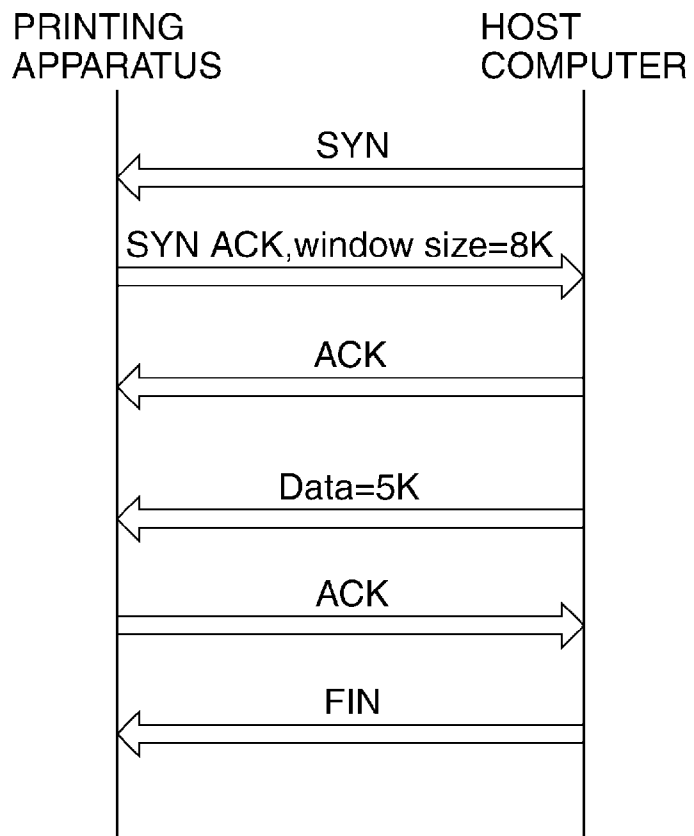 PRINTING
APPARATUS
HOST
COMPUTER
SYN
SYN ACK,window size=8K
ACK
Data=5K
ACK
FIN